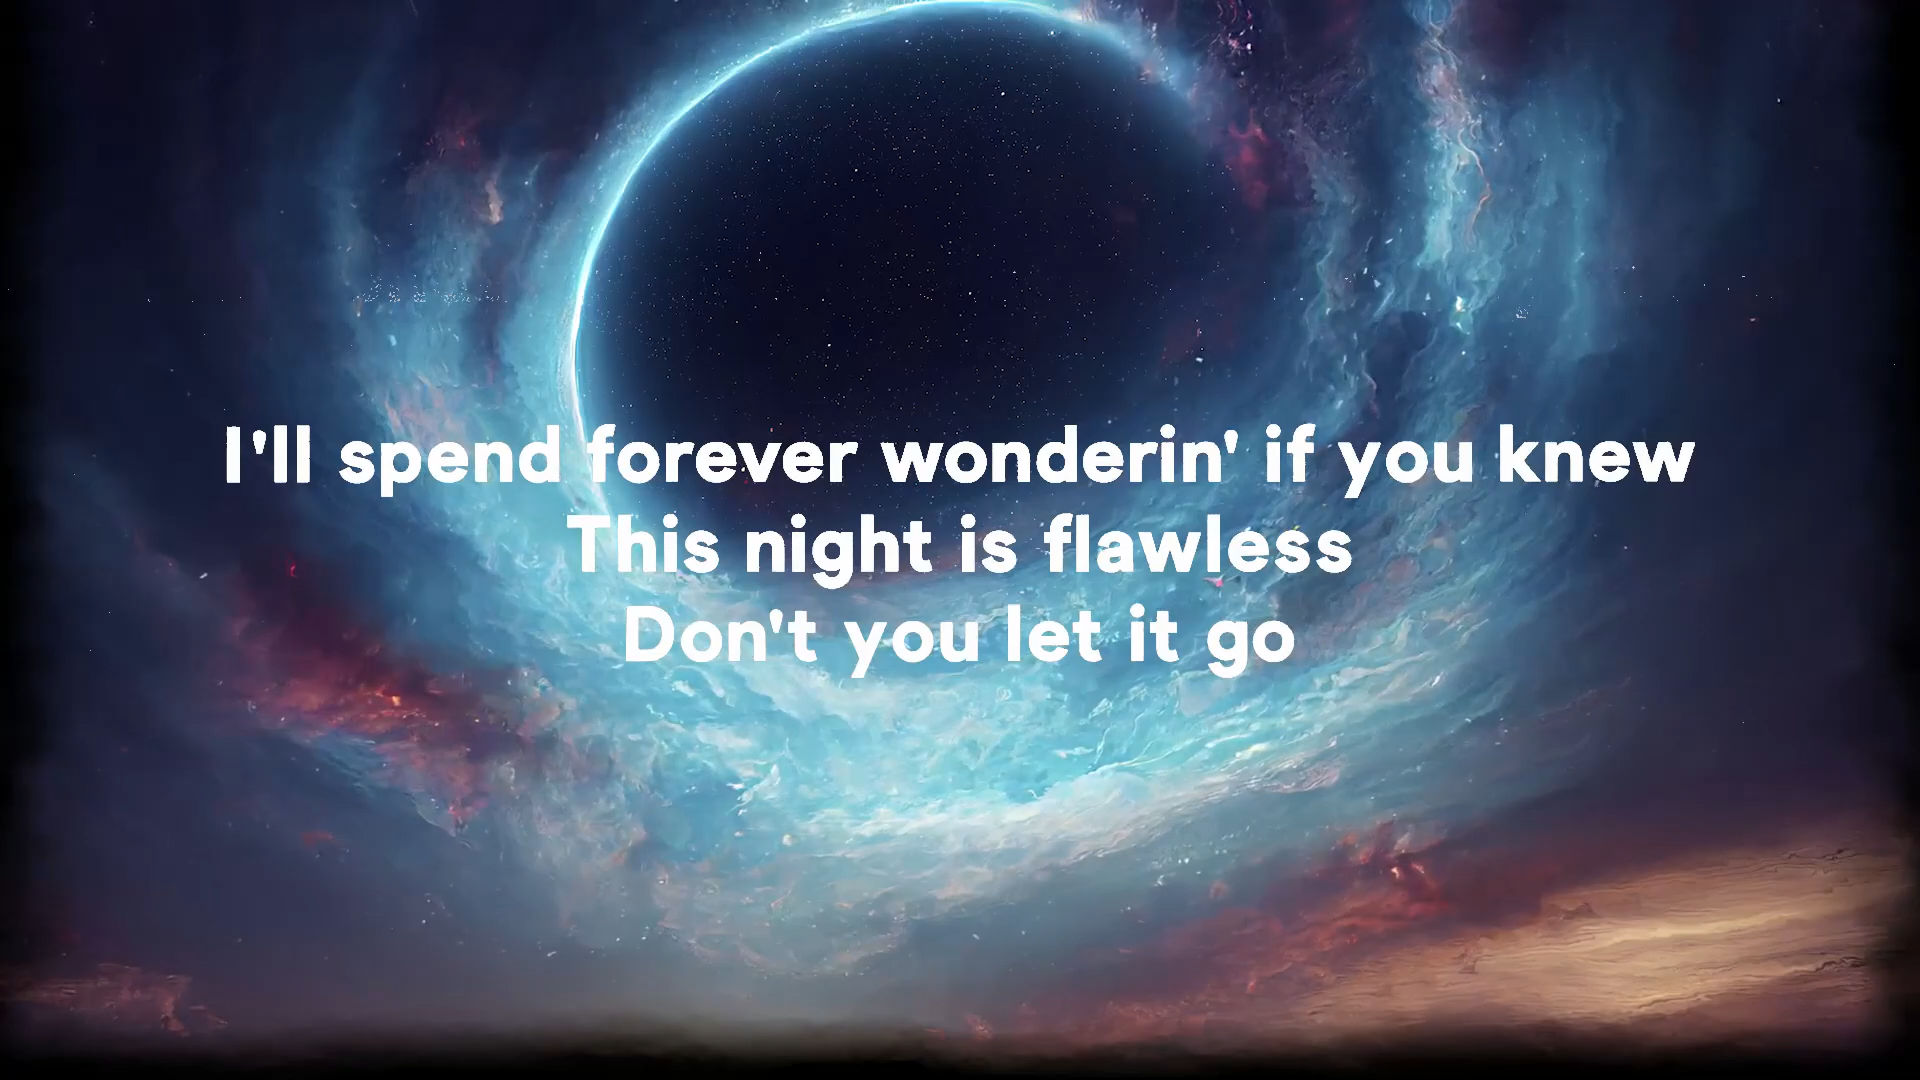 I'll spend forever wonderin' if you knew
This night is flawless
Don't you let it go